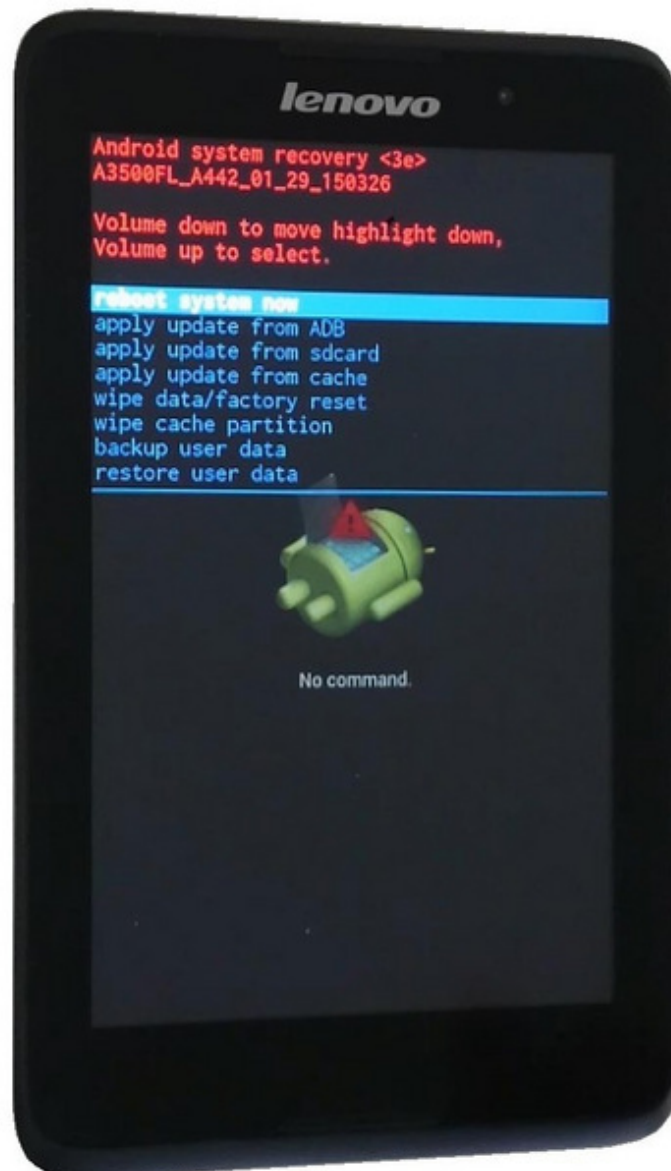 lenovo
Android system recovery <3e>
A3500FL_A442_01_29_150326
Volume down to move highlight down,
Volume up to select.
reboot system now
apply update from ADB
apply update from sdcard
apply update from cache
wipe data/factory reset
wipe cache partition
backup user data
restore user data
No command.